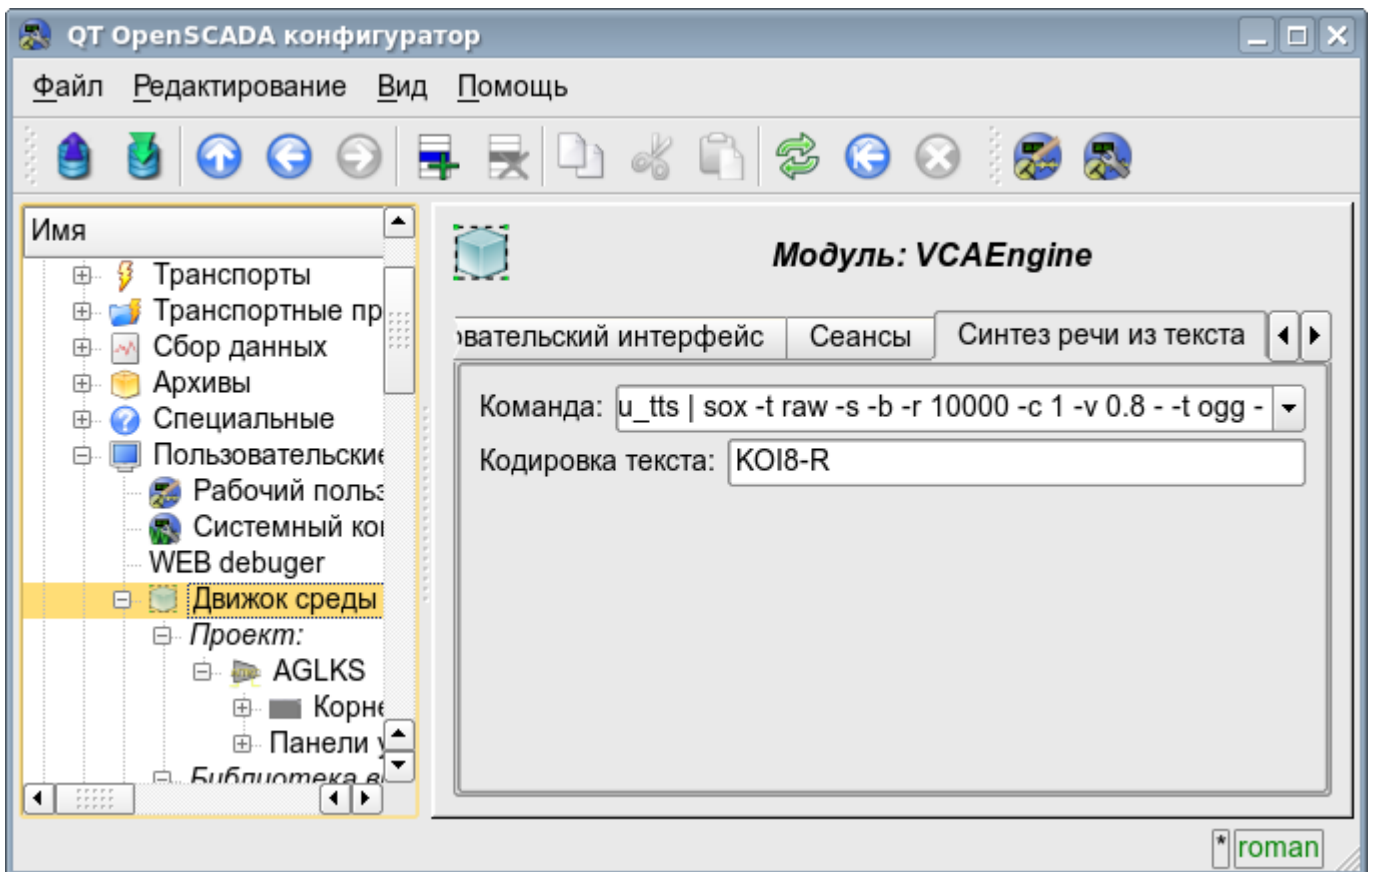 QT OpenSCADA конфигуратор
Файл Редактирование Вид Помощь
Имя
Транспорты
Транспортные пр
Сбор данных
Архивы
Специальные
Пользовательские
Рабочий польз
Системный ко
WEB debuger
Движок среды
Проект:
AGLKS
Корне
Панели у
Библиотека в
Модуль: VCAEngine
овательский интерфейс Сеансы Синтез речи из текста
Команда: u_tts | sox -t raw -s -b -r 10000 -c 1 -v 0.8 - -t ogg -
Кодировка текста: KOI8-R
* roman